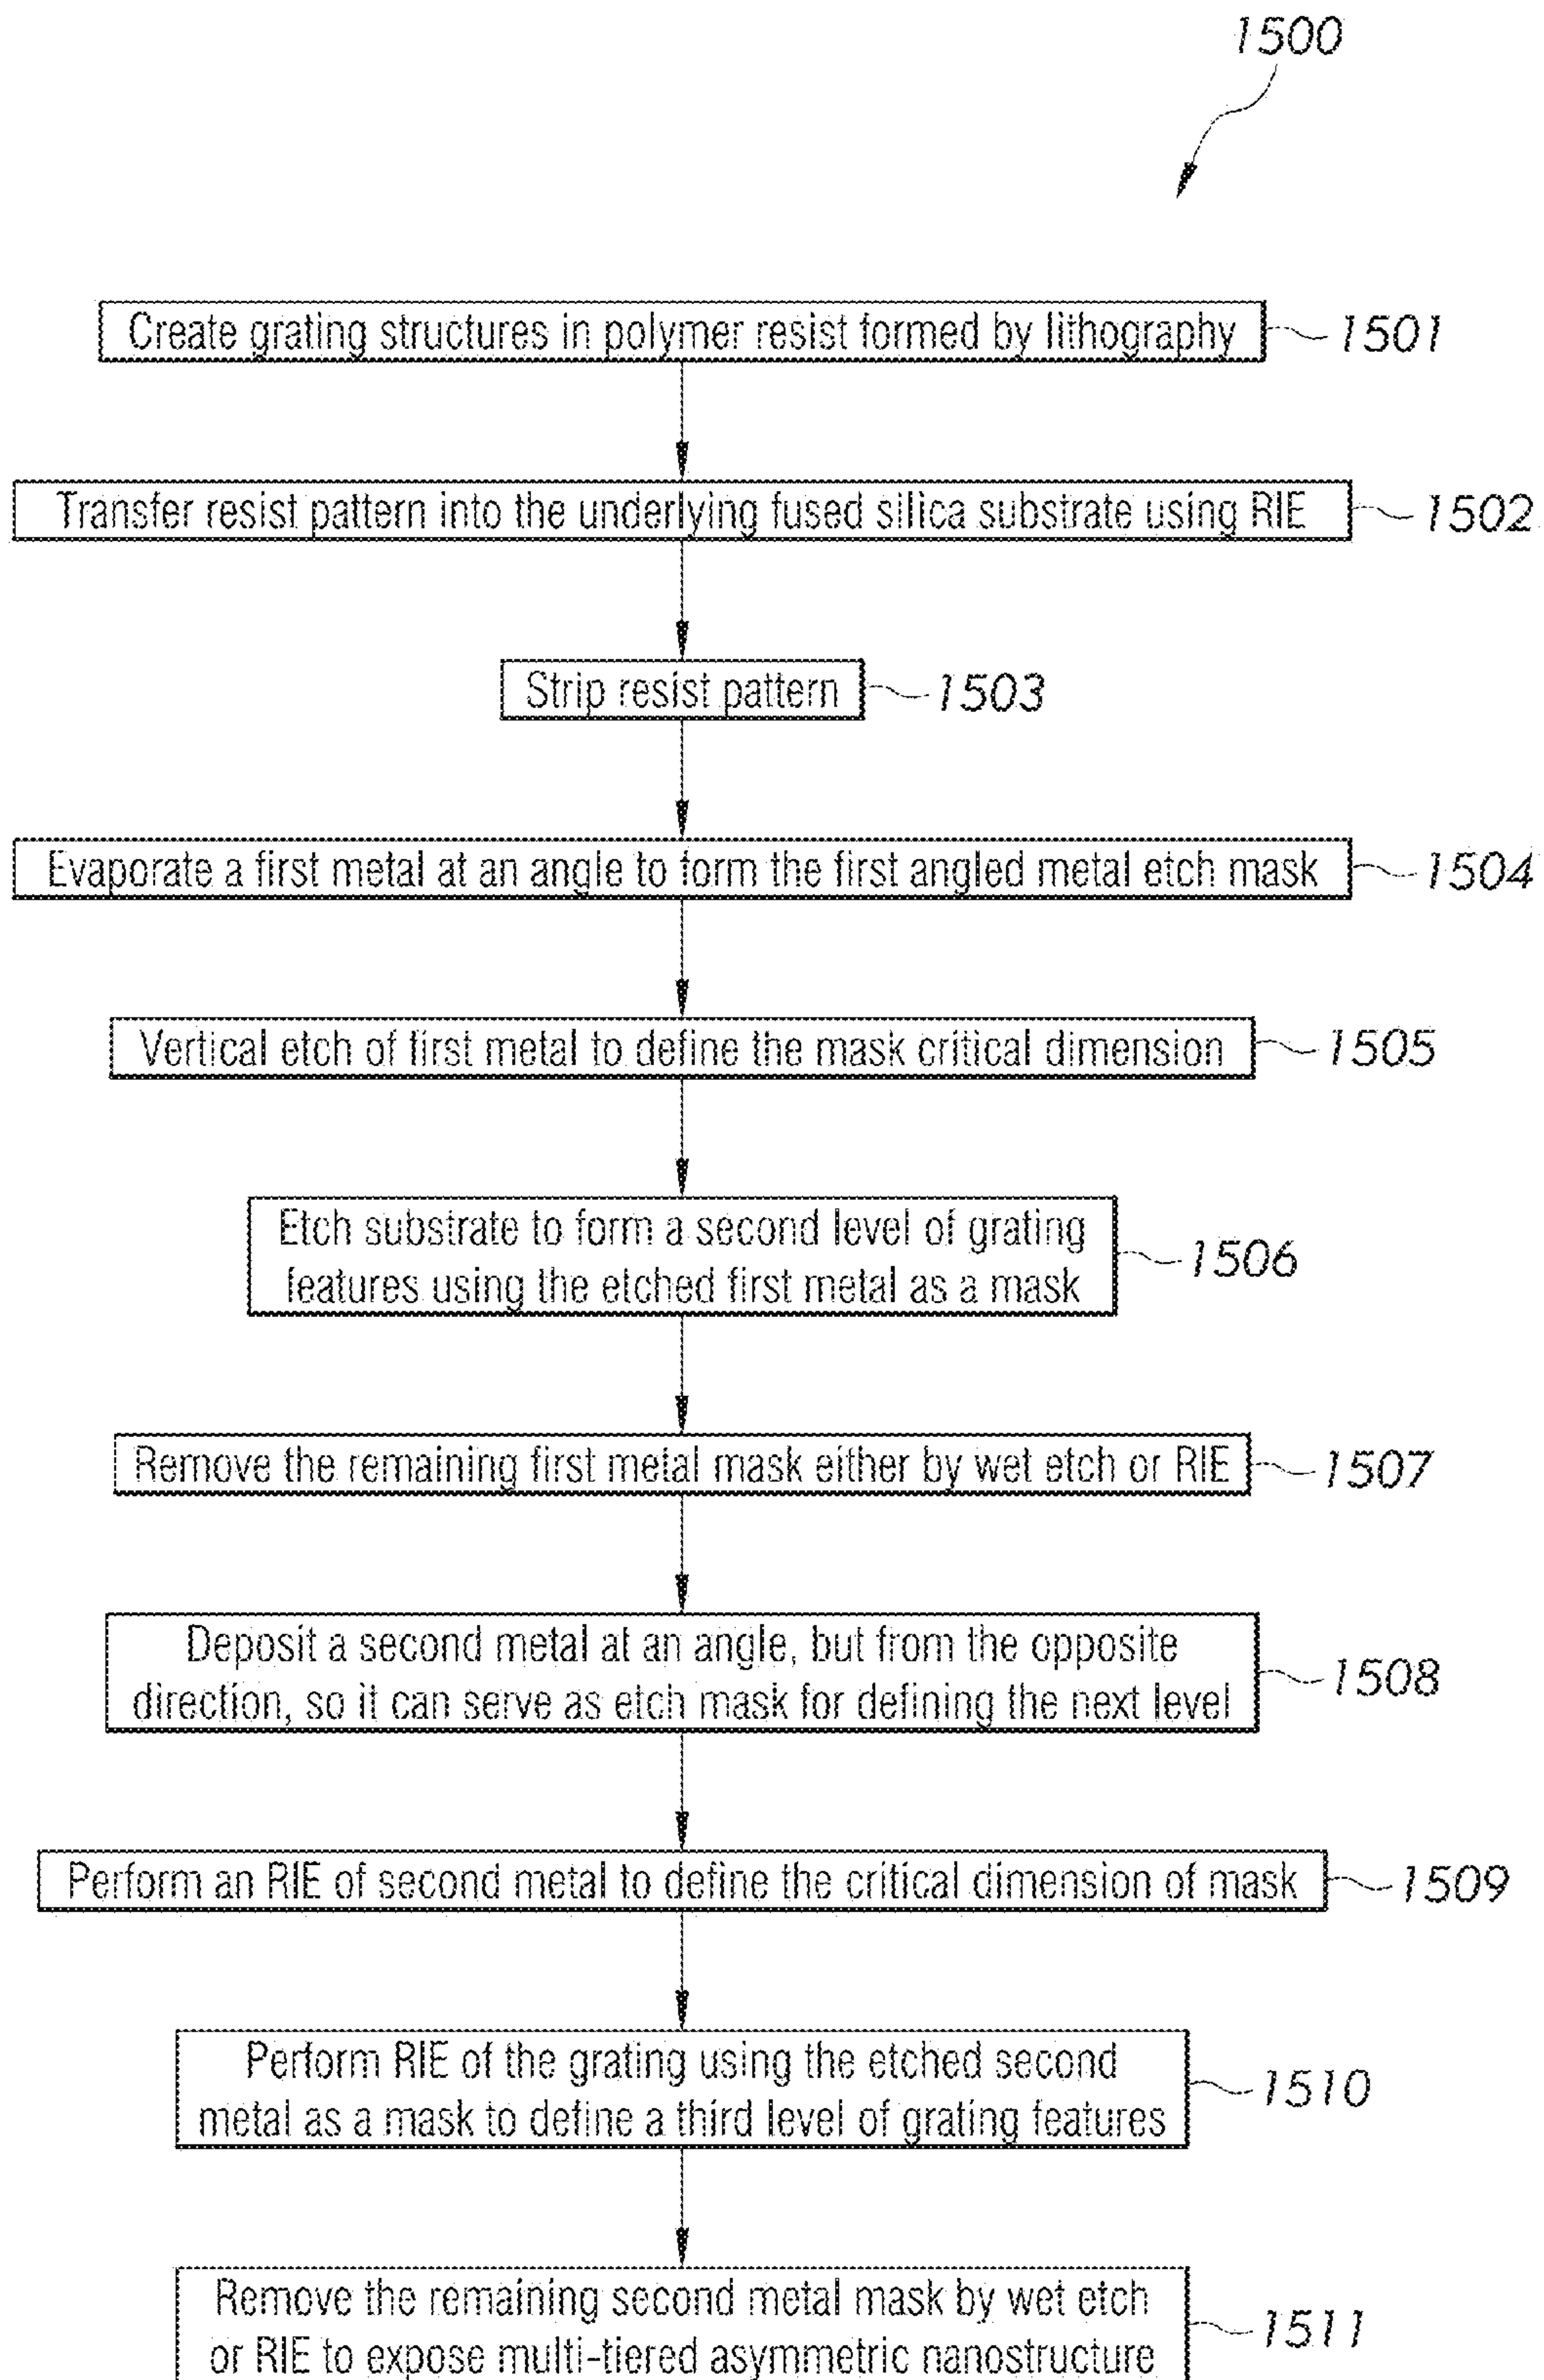 1500
Create grating structures in polymer resist formed by lithography
1501
Transfer resist pattern into the underlying fused silica substrate using RIE
1502
Strip resist pattern
1503
Evaporate a first metal at an angle to form the first angled metal etch mask
1504
Vertical etch of first metal to define the mask critical dimension
1505
Etch substrate to form a second level of grating
features using the etched first metal as a mask
1506
Remove the remaining first metal mask either by wet etch or RIE
1507
Deposit a second metal at an angle, but from the opposite
direction, so it can serve as etch mask for defining the next level
1508
Perform an RIE of second metal to define the critical dimension of mask
1509
Perform RIE of the grating using the etched second
metal as a mask to define a third level of grating features
1510
Remove the remaining second metal mask by wet etch
or RIE to expose multi-tiered asymmetric nanostructure
1511